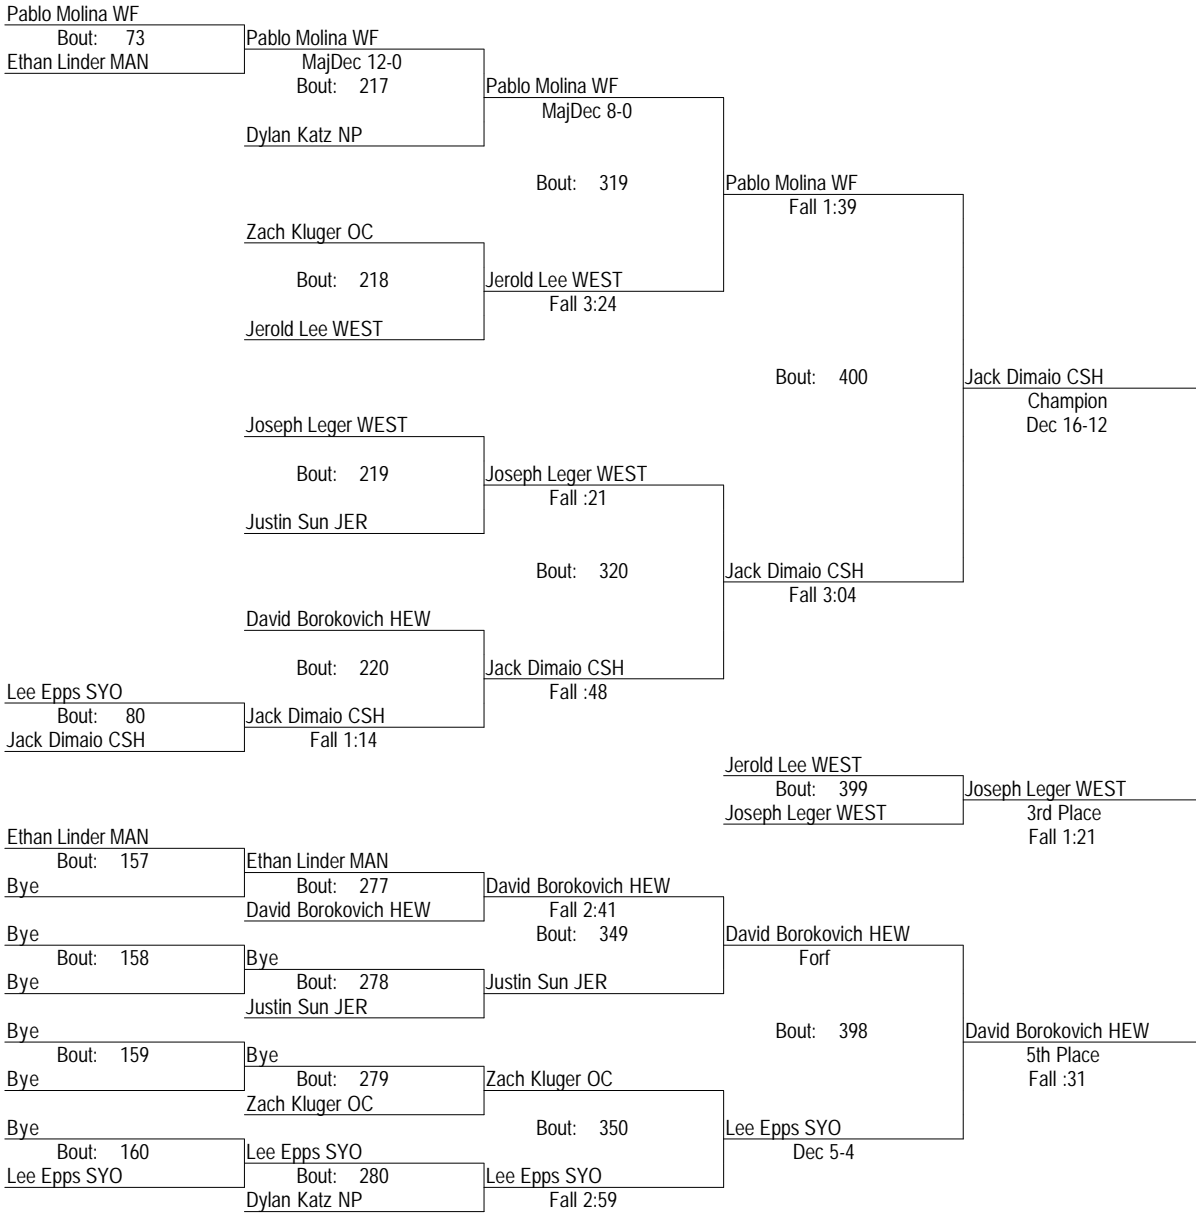 Pablo Molina WF
Bout: 73
Ethan Linder MAN
Pablo Molina WF
MajDec 12-0
Bout: 217
Dylan Katz NP
Pablo Molina WF
MajDec 8-0
Bout: 319
Zach Kluger OC
Bout: 218
Jerold Lee WEST
Jerold Lee WEST
Fall 3:24
Pablo Molina WF
Fall 1:39
Bout: 400
Jack Dimaio CSH
Champion
Dec 16-12
Joseph Leger WEST
Bout: 219
Justin Sun JER
Joseph Leger WEST
Fall :21
Bout: 320
Jack Dimaio CSH
Fall 3:04
David Borokovich HEW
Bout: 220
Jack Dimaio CSH
Fall :48
Lee Epps SYO
Bout: 80
Jack Dimaio CSH
Jack Dimaio CSH
Fall 1:14
Jerold Lee WEST
Bout: 399
Joseph Leger WEST
Joseph Leger WEST
3rd Place
Fall 1:21
Ethan Linder MAN
Bout: 157
Bye
Ethan Linder MAN
Bout: 277
David Borokovich HEW
David Borokovich HEW
Fall 2:41
Bout: 349
Bye
Bout: 158
Bye
Bye
Bout: 278
Justin Sun JER
Justin Sun JER
David Borokovich HEW
Forf
Bout: 398
David Borokovich HEW
5th Place
Fall :31
Bye
Bout: 159
Bye
Bye
Bout: 279
Zach Kluger OC
Zach Kluger OC
Bout: 350
Lee Epps SYO
Dec 5-4
Bye
Bout: 160
Lee Epps SYO
Lee Epps SYO
Bout: 280
Dylan Katz NP
Lee Epps SYO
Fall 2:59